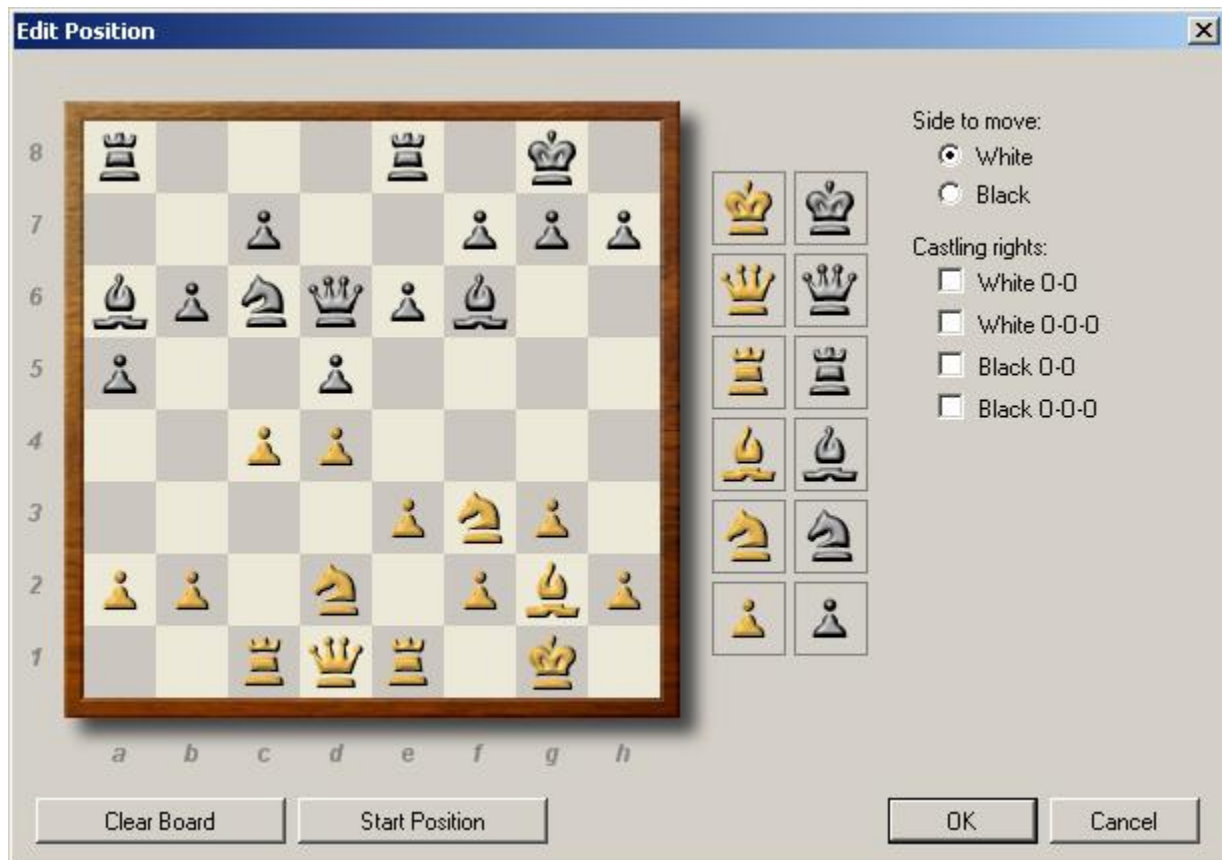 Edit Position
8
7
6
5
4
3
2
1
a b c d e f g h
Side to move:
White
Black
Castling rights:
White 0-0
White 0-0-0
Black 0-0
Black 0-0-0
Clear Board
Start Position
OK
Cancel